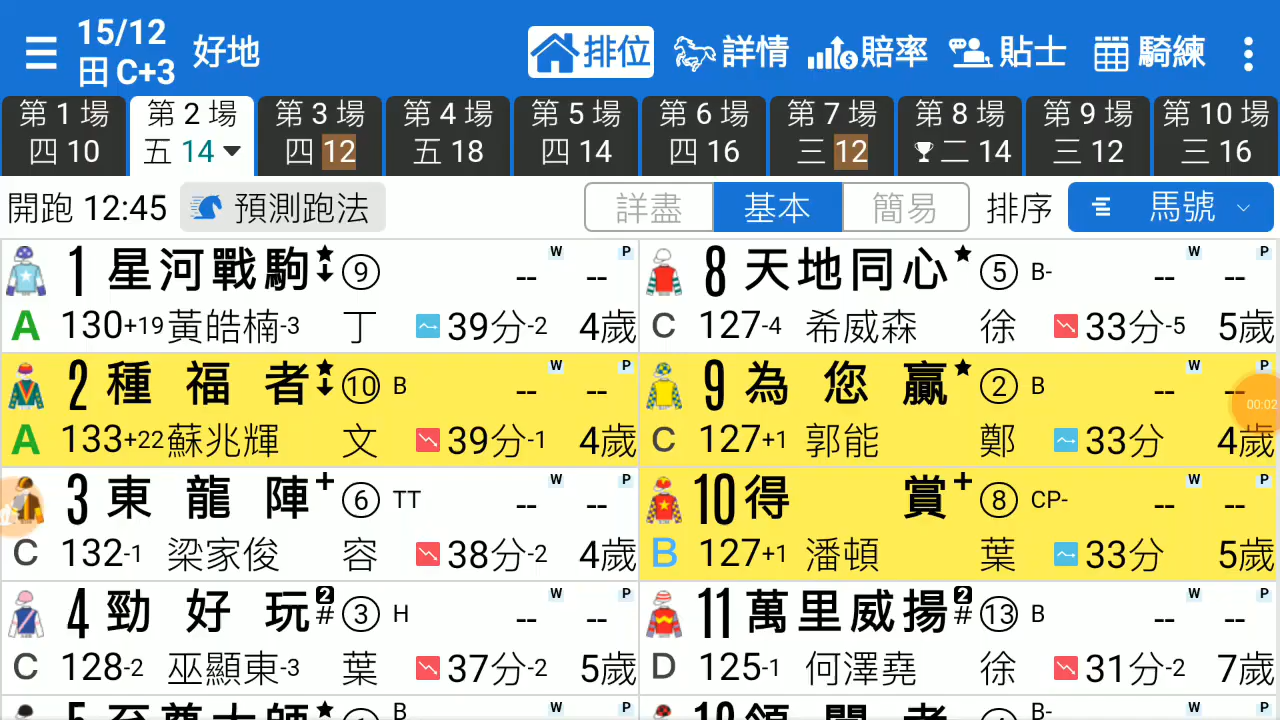 15/12
田 C+3
好地
排位
詳情
賠率
貼士
騎練
第 1 場
四 10
第 2 場
五 14
第 3 場
四 12
第 4 場
五 18
第 5 場
四 14
第 6 場
四 16
第 7 場
三 12
第 8 場
二 14
第 9 場
三 12
第 10 場
三 16
開跑 12:45
預測跑法
詳盡
基本
簡易
排序
馬號
1 星河戰駒 ★ 9 -- W -- P
A 130+19 黃皓楠-3 丁 39分-2 4歲
2 種福者 ★ 10 B -- W -- P
A 133+22 蘇兆輝 文 39分-1 4歲
3 東龍陣 + 6 TT -- W -- P
C 132-1 梁家俊 容 38分-2 4歲
4 勁好玩 2 # 3 H -- W -- P
C 128-2 巫顯東-3 葉 37分-2 5歲
5 至尊大師 ★ B W P
8 天地同心 ★ 5 B- -- W -- P
C 127-4 希威森 徐 33分-5 5歲
9 為您贏 ★ 2 B -- W -- P
C 127+1 郭能 鄭 33分 4歲
00:02
10 得賞 + 8 CP- -- W -- P
B 127+1 潘頓 葉 33分 5歲
11 萬里威揚 2 # 13 B -- W -- P
D 125-1 何澤堯 徐 31分-2 7歲
B- W P